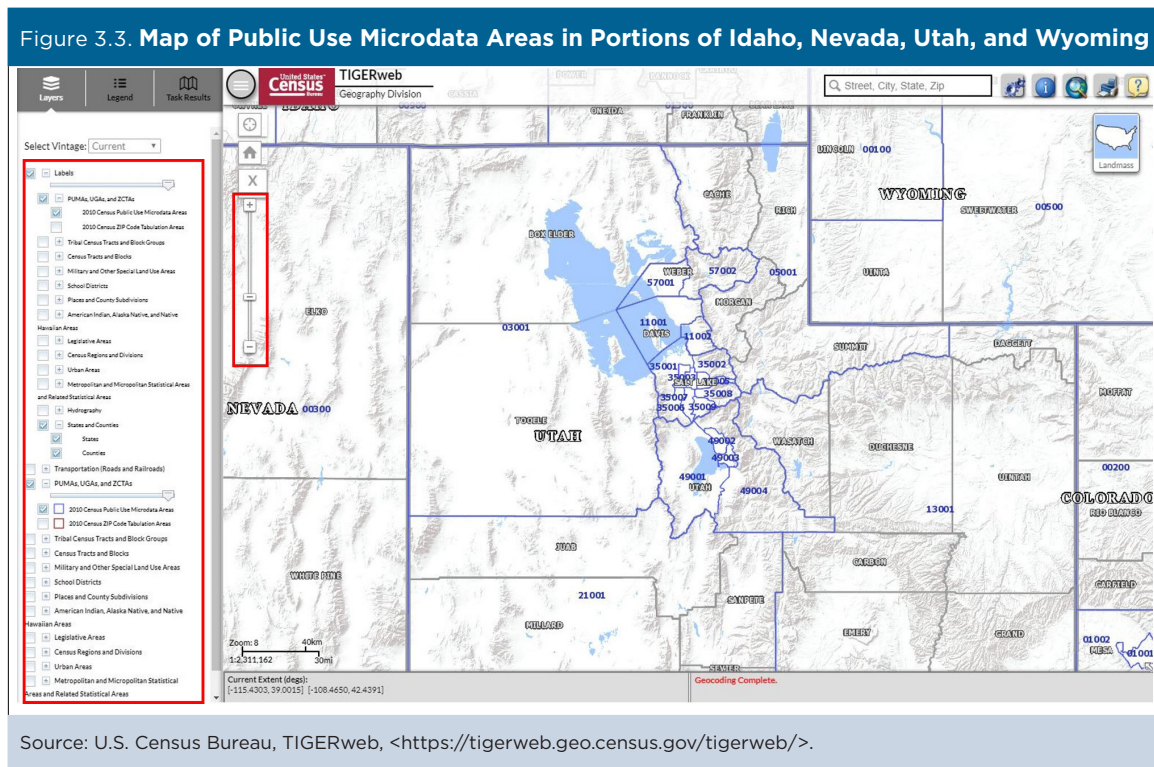 Figure 3.3. Map of Public Use Microdata Areas in Portions of Idaho, Nevada, Utah, and Wyoming
Layers
Legend
Task Results
United States®
Census
Bureau
TIGERweb
Geography Division
Street, City, State, Zip
Landmass
Select Vintage: Current
Labels
PUMAs, UGAs, and ZCTAs
2010 Census Public Use Microdata Areas
2010 Census ZIP Code Tabulation Areas
Tribal Census Tracts and Block Groups
Census Tracts and Blocks
Military and Other Special Land Use Areas
School Districts
Places and County Subdivisions
American Indian, Alaska Native, and Native
Hawaiian Areas
Legislative Areas
Census Regions and Divisions
Urban Areas
Metropolitan and Micropolitan Statistical Areas
and Related Statistical Areas
Hydrography
States and Counties
States
Counties
Transportation (Roads and Railroads)
PUMAs, UGAs, and ZCTAs
2010 Census Public Use Microdata Areas
2010 Census ZIP Code Tabulation Areas
Tribal Census Tracts and Block Groups
Census Tracts and Blocks
Military and Other Special Land Use Areas
School Districts
Places and County Subdivisions
American Indian, Alaska Native, and Native
Hawaiian Areas
Legislative Areas
Census Regions and Divisions
Urban Areas
Metropolitan and Micropolitan Statistical
Areas and Related Statistical Areas
X
POWER
BANNOCK
CASSIA
IDAHO
ONEIDA
FRANKLIN
LINCOLN 00100
WYOMING
SWEETWATER
00500
CACHE
RICH
BOX ELDER
WEBER
57001
57002
05001
UINTA
MORGAN
ELKO
03001
11001
DAVIS
11002
SUMMIT
DAGGETT
35001
35002
35003
SALT LAKE
MOFFAT
35007
35008
35006
35009
NEVADA 00300
TOOELE
UTAH
49002
49003
WASATCH
DUCHESNE
UINTAH
00200
49001
UTAH
49004
COLORADO
RIO BLANCO
13001
JUAB
CARBON
WHITE PINE
GARFIELD
21001
SANPETE
MILLARD
EMERY
GRAND
01002
MESA
01001
SEVIER
Zoom: 8
40km
1:2,311,162
30mi
Current Extent (degs):
[-115.4303, 39.0015] [-108.4650, 42.4391]
Geocoding Complete.
Source: U.S. Census Bureau, TIGERweb, <https://tigerweb.geo.census.gov/tigerweb/>.